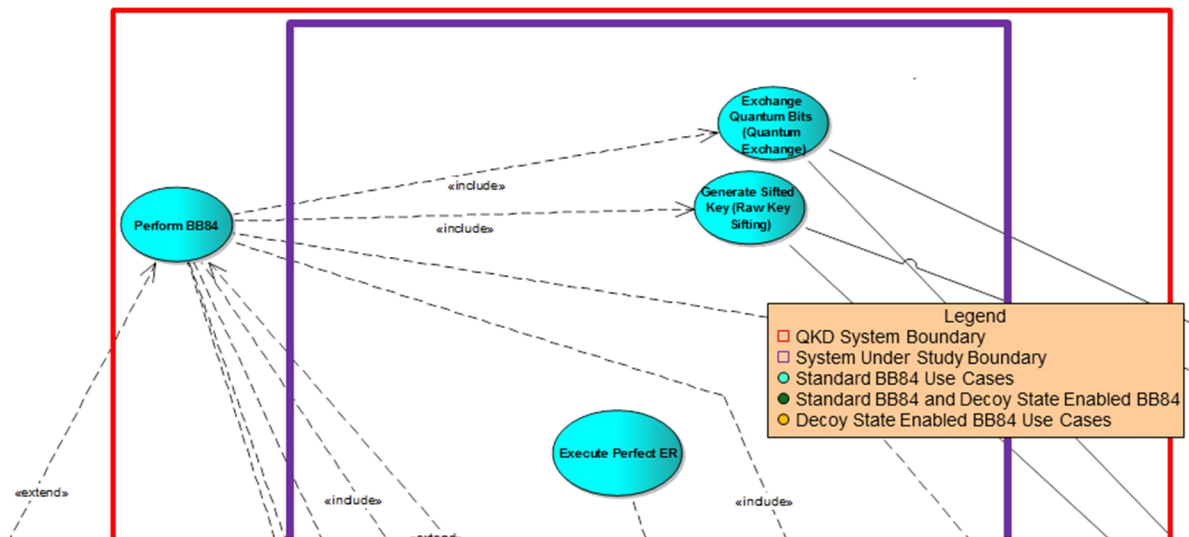 Exchange
Quantum Bits
(Quantum
Exchange)
«include»
Generate Sifted
Key (Raw Key
Sifting)
Perform BB84
«include»
Legend
QKD System Boundary
System Under Study Boundary
Standard BB84 Use Cases
Standard BB84 and Decoy State Enabled BB84
Decoy State Enabled BB84 Use Cases
Execute Perfect ER
«extend»
«include»
«include»
«extend»